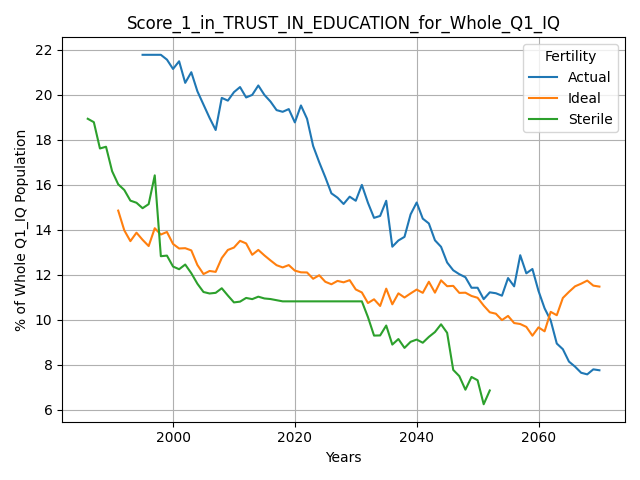 Score_1_in_TRUST_IN_EDUCATION_for_Whole_Q1_IQ
Fertility
Actual
Ideal
Sterile
% of Whole Q1_IQ Population
22
20
18
16
14
12
10
8
6
2000 2020 2040 2060
Years